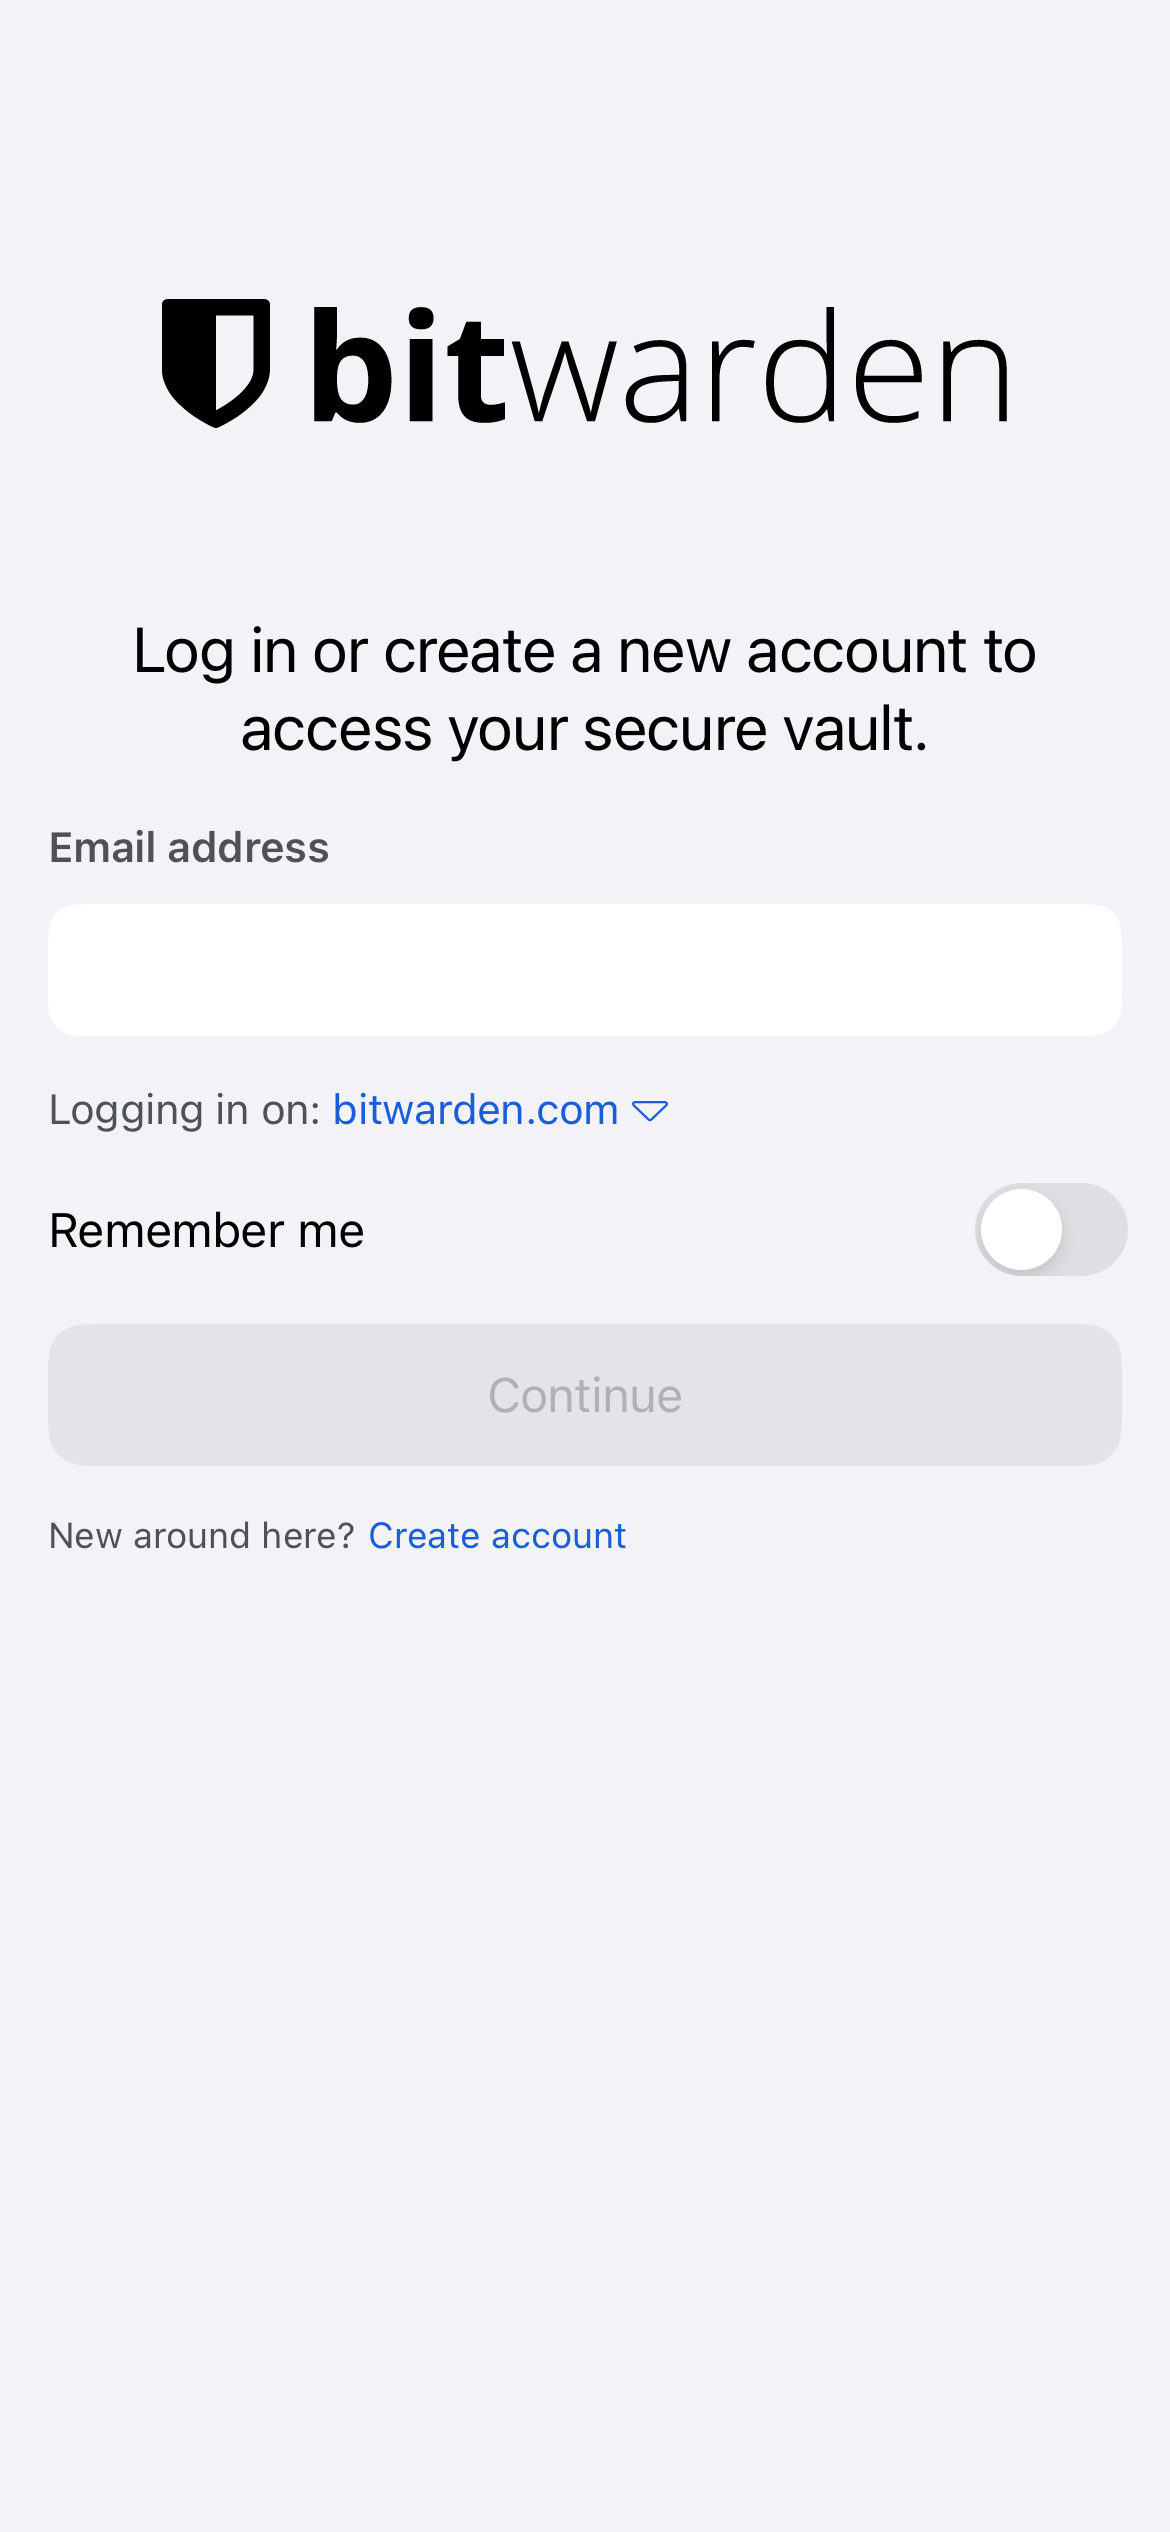 bitwarden
Log in or create a new account to
access your secure vault.
Email address
Logging in on: bitwarden.com
Remember me
Continue
New around here? Create account